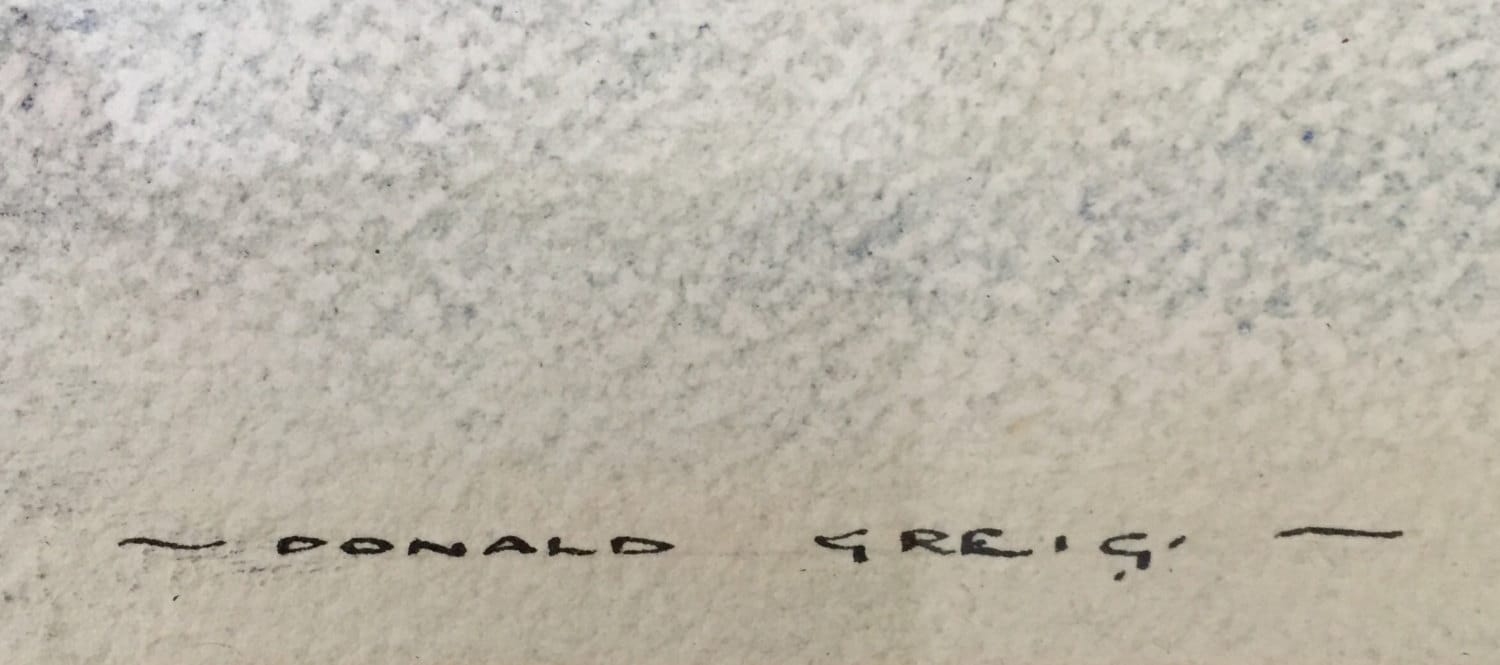 ~ DONALD GREIG. —